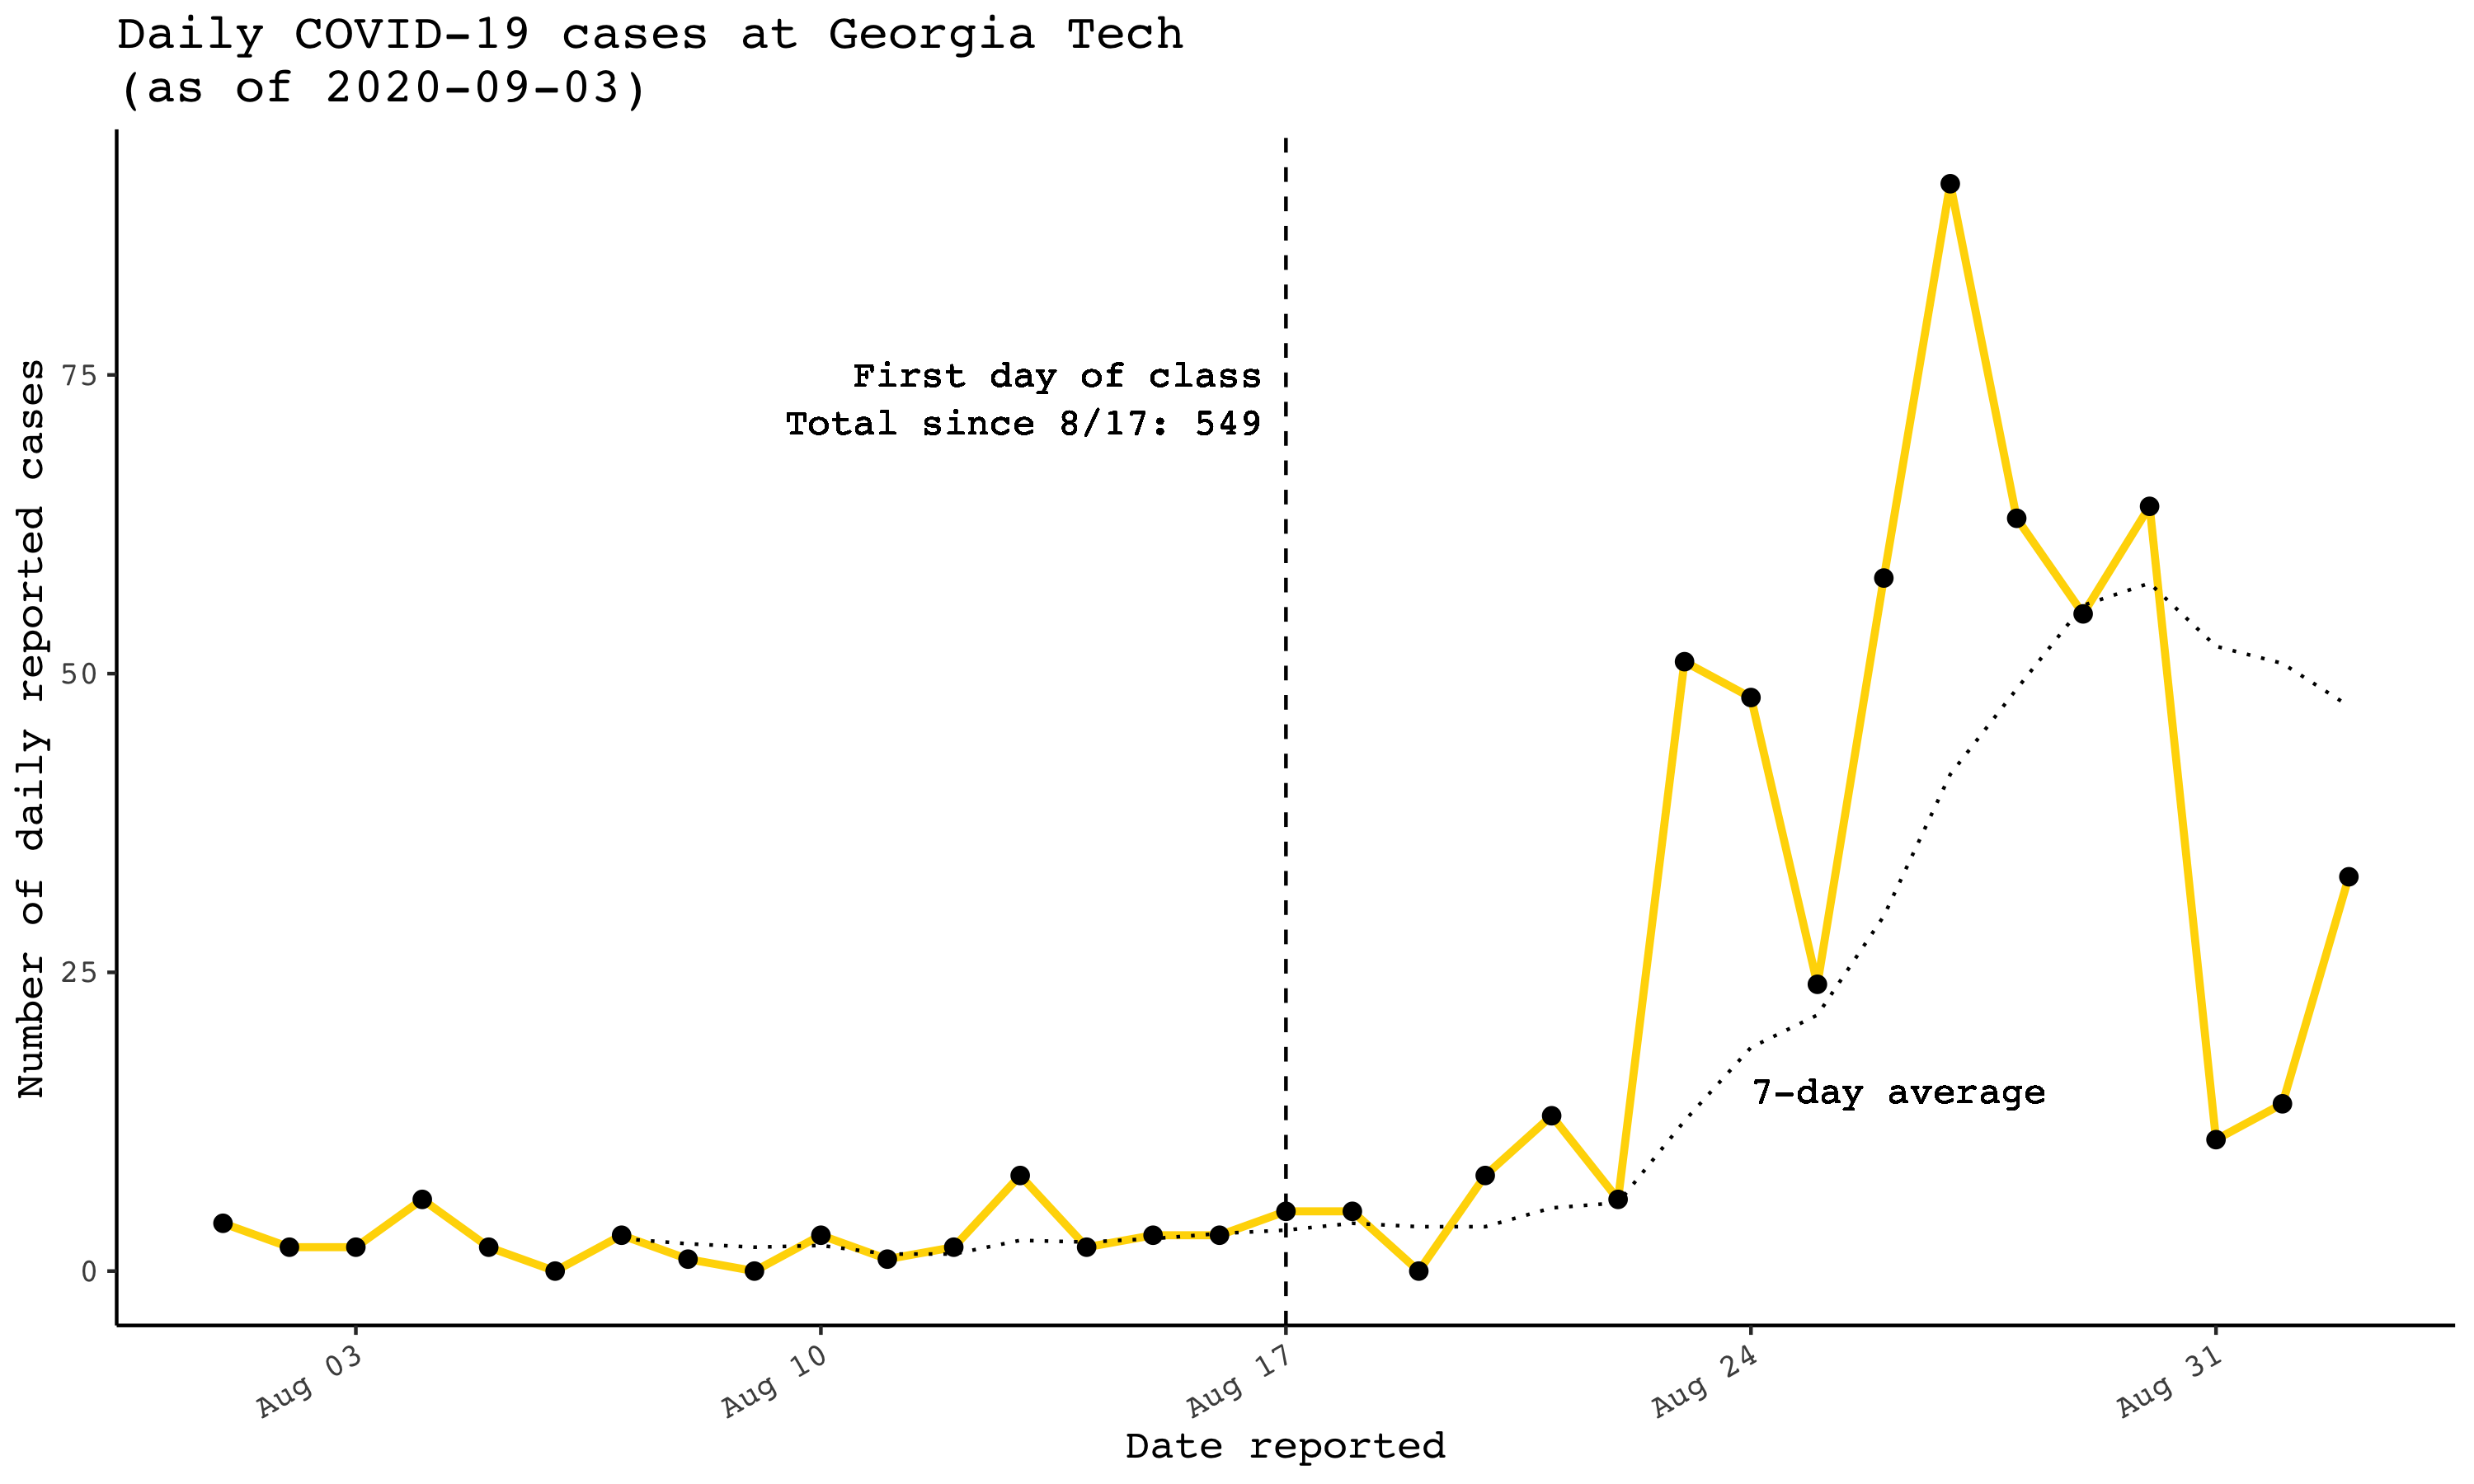 Daily COVID-19 cases at Georgia Tech
(as of 2020-09-03)
Number of daily reported cases
75
50
25
0
First day of class
Total since 8/17: 549
7-day average
Aug 03
Aug 10
Aug 17
Aug 24
Aug 31
Date reported